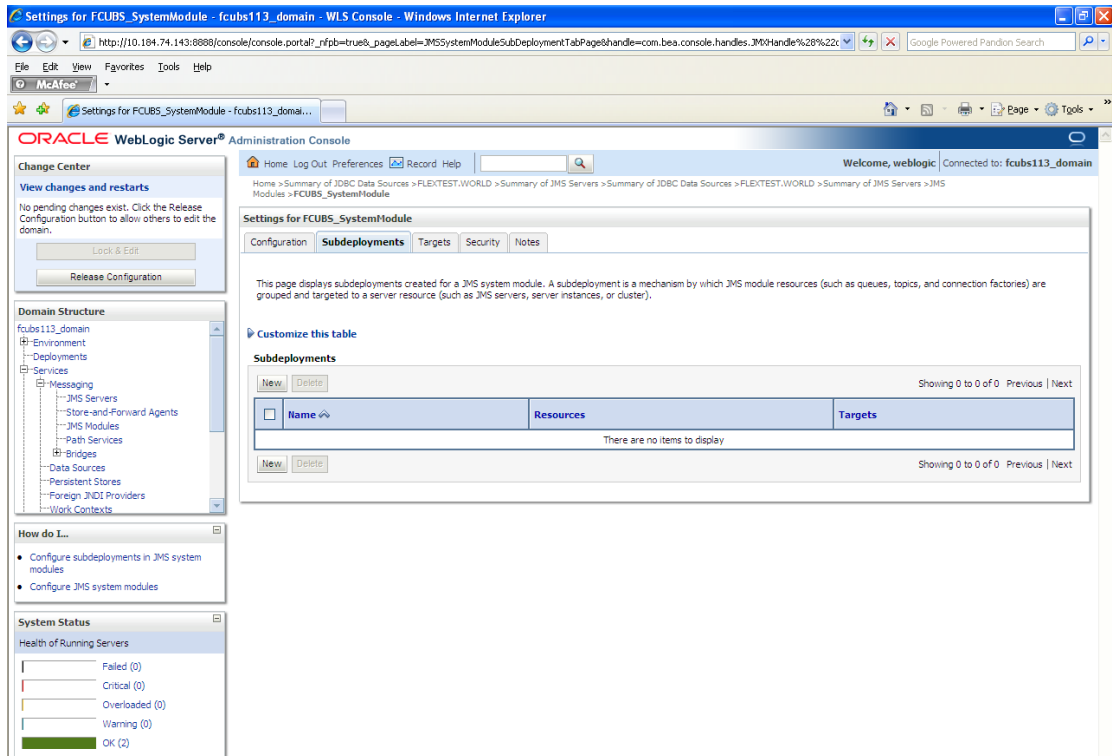 Settings for FCUBS_SystemModule - fcubs113_domain - WLS Console - Windows Internet Explorer
http://10.184.74.143:8888/console/console.portal?_nfpb=true&_pageLabel=JMSSystemModuleSubDeploymentTabPage&handle=com.bea.console.handles.JMXHandle%28%22c
Google Powered Pandion Search
File Edit View Favorites Tools Help
McAfee
Settings for FCUBS_SystemModule - fcubs113_domai...
Page Tools »
ORACLE WebLogic Server® Administration Console
Change Center
View changes and restarts
No pending changes exist. Click the Release
Configuration button to allow others to edit the
domain.
Lock & Edit
Release Configuration
Domain Structure
fcubs113_domain
Environment
Deployments
Services
Messaging
JMS Servers
Store-and-Forward Agents
JMS Modules
Path Services
Bridges
Data Sources
Persistent Stores
Foreign JNDI Providers
Work Contexts
How do I...
Configure subdeployments in JMS system
modules
Configure JMS system modules
System Status
Health of Running Servers
Failed (0)
Critical (0)
Overloaded (0)
Warning (0)
OK (2)
Home Log Out Preferences Record Help
Welcome, weblogic Connected to: fcubs113_domain
Home >Summary of JDBC Data Sources >FLEXTEST.WORLD >Summary of JMS Servers >Summary of JDBC Data Sources >FLEXTEST.WORLD >Summary of JMS Servers >JMS
Modules >FCUBS_SystemModule
Settings for FCUBS_SystemModule
Configuration Subdeployments Targets Security Notes
This page displays subdeployments created for a JMS system module. A subdeployment is a mechanism by which JMS module resources (such as queues, topics, and connection factories) are
grouped and targeted to a server resource (such as JMS servers, server instances, or cluster).
Customize this table
Subdeployments
New Delete Showing 0 to 0 of 0 Previous | Next
Name Resources Targets
There are no items to display
New Delete Showing 0 to 0 of 0 Previous | Next